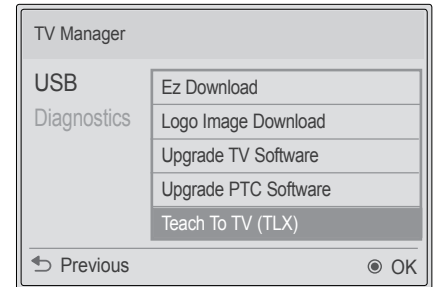 TV Manager
USB
Diagnostics
Ez Download
Logo Image Download
Upgrade TV Software
Upgrade PTC Software
Teach To TV (TLX)
Previous
OK